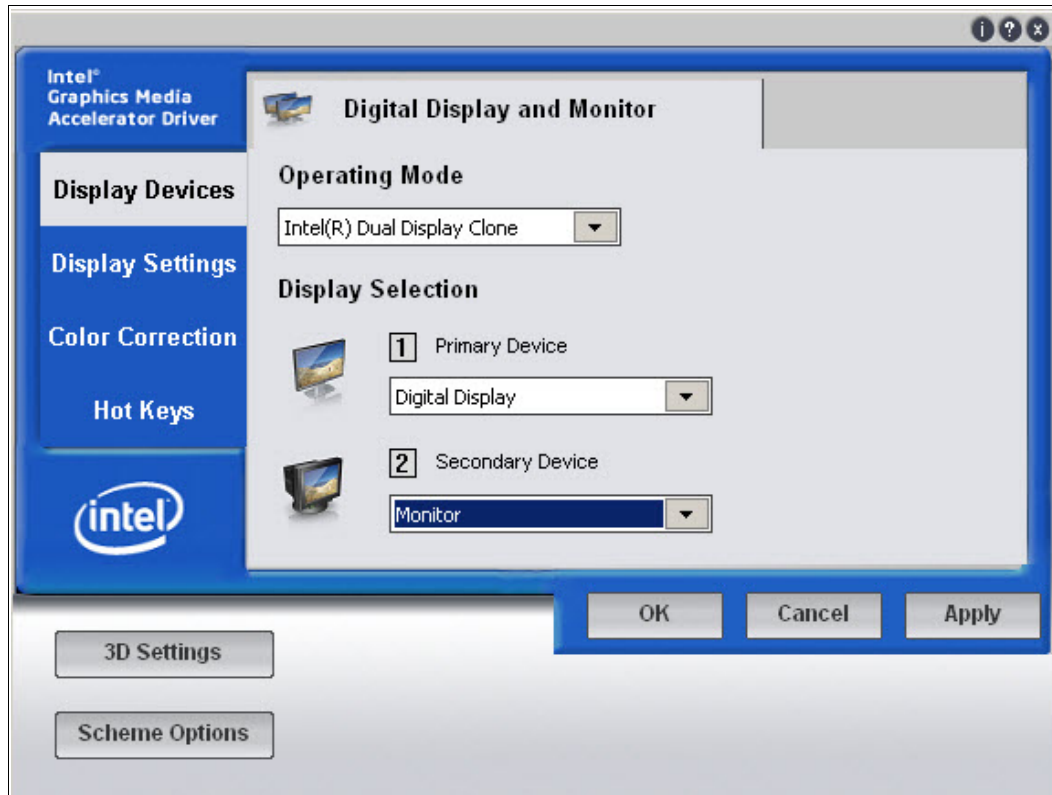 Intel®
Graphics Media
Accelerator Driver
Digital Display and Monitor
Display Devices
Display Settings
Color Correction
Hot Keys
Operating Mode
Intel(R) Dual Display Clone
Display Selection
1 Primary Device
Digital Display
2 Secondary Device
Monitor
intel
OK Cancel Apply
3D Settings
Scheme Options